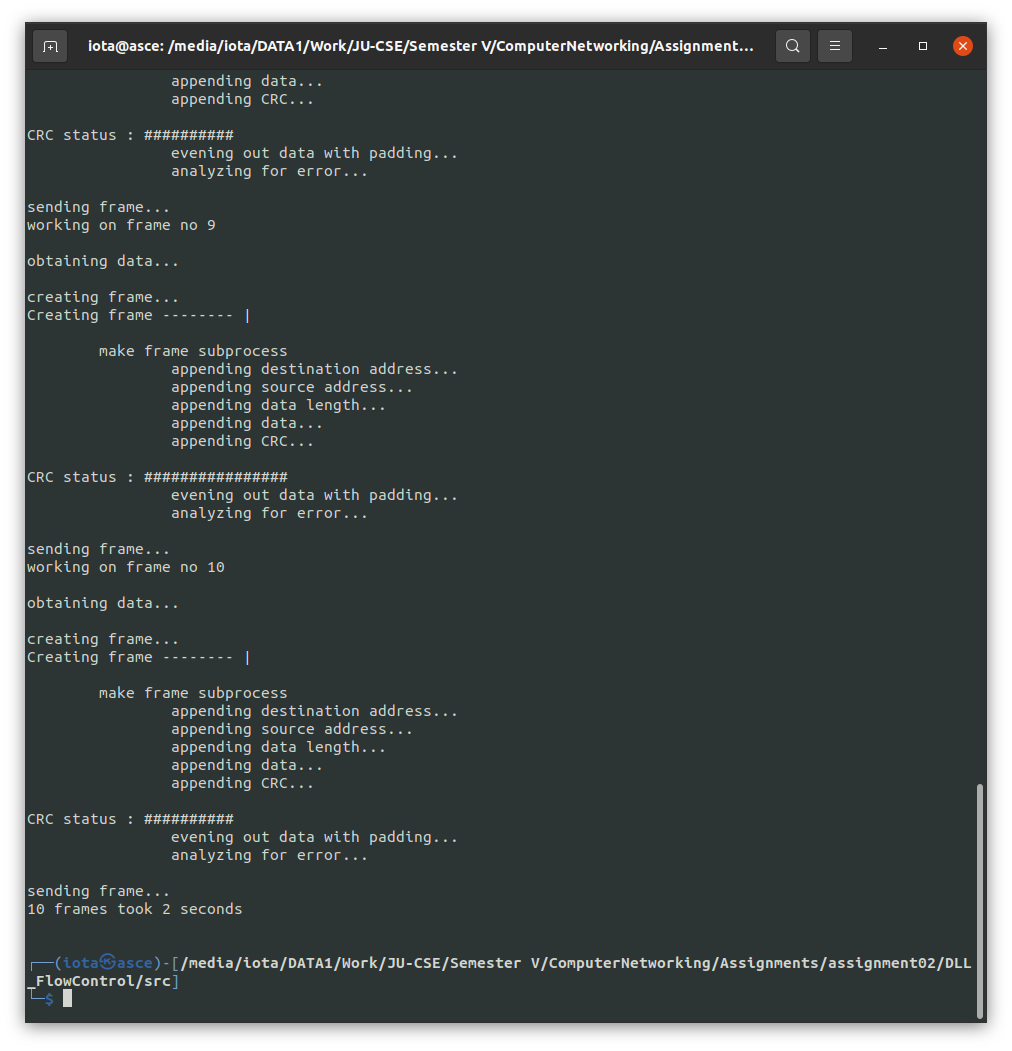 iota@asce: /media/iota/DATA1/Work/JU-CSE/Semester V/ComputerNetworking/Assignment...
appending data...
appending CRC...
CRC status : ##########
evening out data with padding...
analyzing for error...
sending frame...
working on frame no 9
obtaining data...
creating frame...
Creating frame -------- |
make frame subprocess
appending destination address...
appending source address...
appending data length...
appending data...
appending CRC...
CRC status : ################
evening out data with padding...
analyzing for error...
sending frame...
working on frame no 10
obtaining data...
creating frame...
Creating frame -------- |
make frame subprocess
appending destination address...
appending source address...
appending data length...
appending data...
appending CRC...
CRC status : ##########
evening out data with padding...
analyzing for error...
sending frame...
10 frames took 2 seconds
┌──(iota㉿asce)-[/media/iota/DATA1/Work/JU-CSE/Semester V/ComputerNetworking/Assignments/assignment02/DLL
_FlowControl/src]
└─$